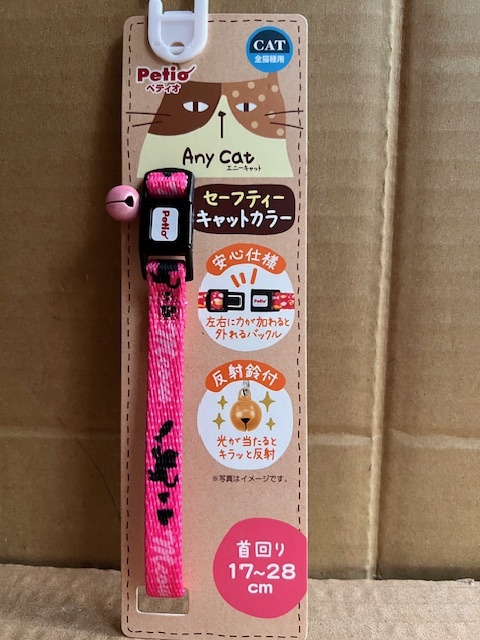 CAT
全猫種用
Petio
ペティオ
Any Cat
エニーキャット
セーフティー
キャットカラー
Petio
安心仕様
Petio
左右に力が加わると
外れるバックル
反射鈴付
光が当たると
キラッと反射
※写真はイメージです。
首回り
17~28
cm
Meow
Meow